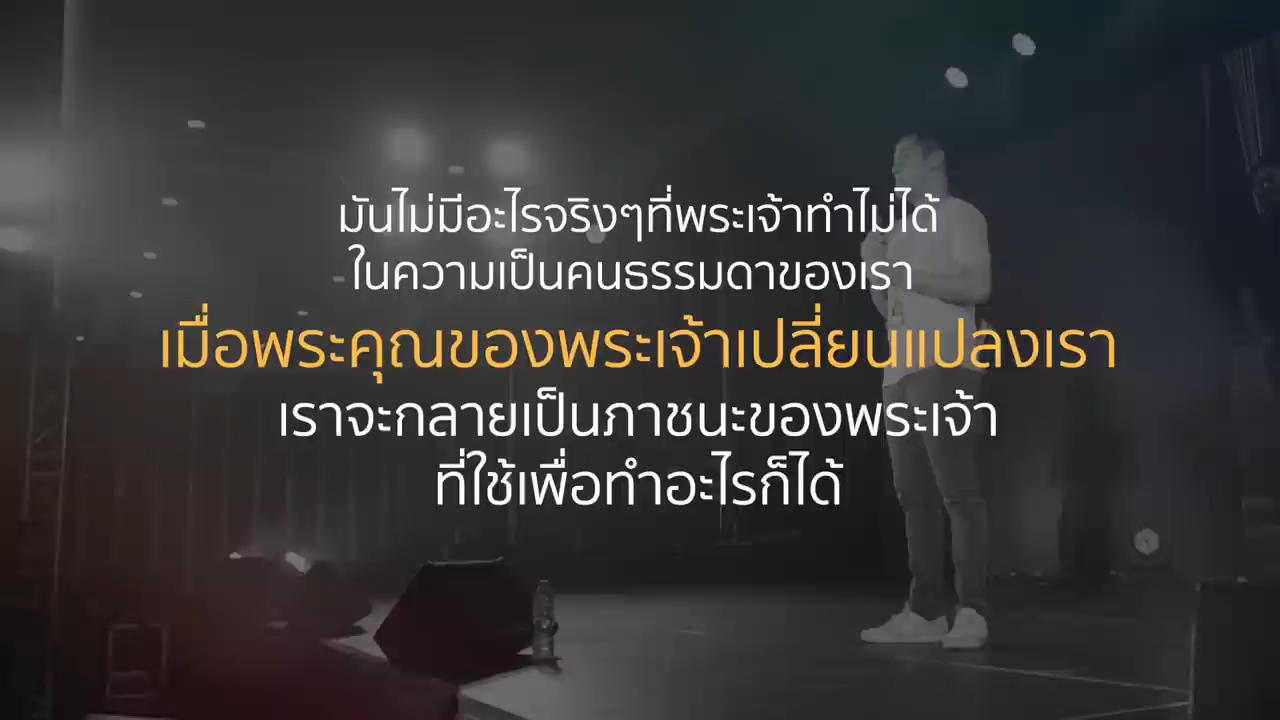 มันไม่มีอะไรจริงๆที่พระเจ้าทำไม่ได้
ในความเป็นคนธรรมดาของเรา
เมื่อพระคุณของพระเจ้าเปลี่ยนแปลงเรา
เราจะกลายเป็นภาชนะของพระเจ้า
ที่ใช้เพื่อทำอะไรก็ได้